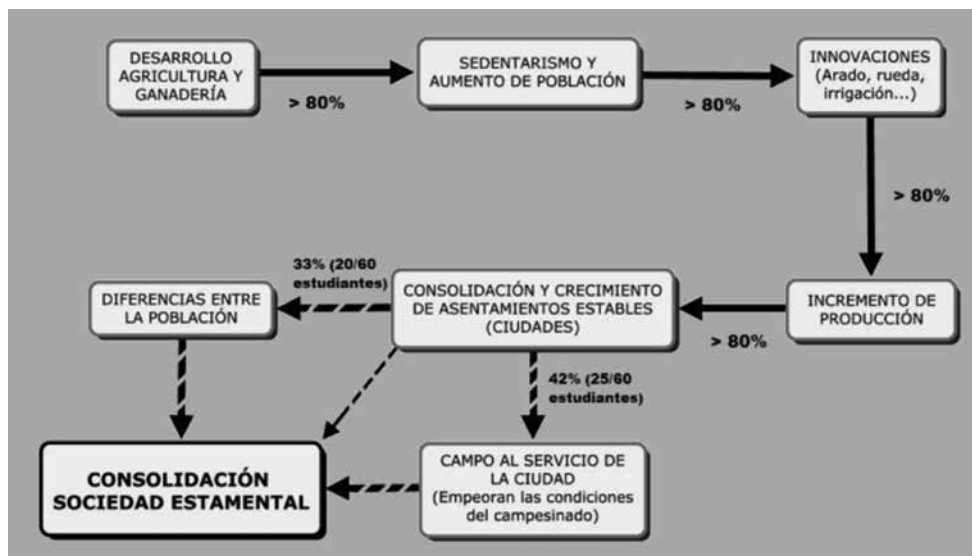 DESARROLLO
AGRICULTURA Y
GANADERÍA
> 80%
SEDENTARISMO Y
AUMENTO DE POBLACIÓN
> 80%
INNOVACIONES
(Arado, rueda,
irrigación...)
> 80%
INCREMENTO DE
PRODUCCIÓN
> 80%
CONSOLIDACIÓN Y CRECIMIENTO
DE ASENTAMIENTOS ESTABLES
(CIUDADES)
33% (20/60
estudiantes)
DIFERENCIAS ENTRE
LA POBLACIÓN
42% (25/60
estudiantes)
CAMPO AL SERVICIO DE
LA CIUDAD
(Empeoran las condiciones
del campesinado)
CONSOLIDACIÓN
SOCIEDAD ESTAMENTAL